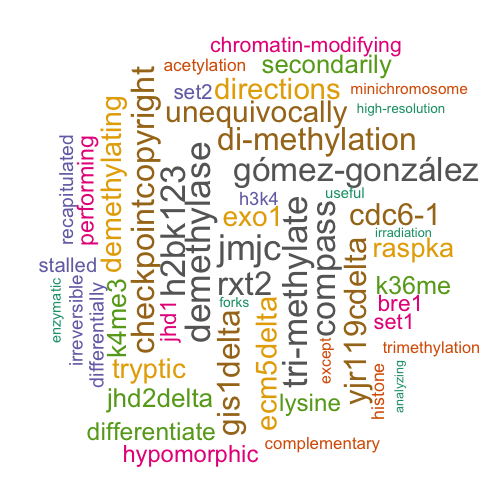 chromatin-modifying
acetylation
secondarily
set2
directions
minichromosome
unequivocally
high-resolution
di-methylation
recapitulated
performing
demethylating
checkpointcopyright
h2bk123
demethylase
gómez-gonzález
h3k4
useful
exo1
jmjc
tri-methylate
compass
cdc6-1
irradiation
raspka
stalled
rxt2
k36me
enzymatic
irreversible
differentially
k4me3
jhd1
forks
bre1
set1
gis1delta
ecm5delta
except
yjr119cdelta
trimethylation
tryptic
histone
analyzing
jhd2delta
lysine
differentiate
complementary
hypomorphic